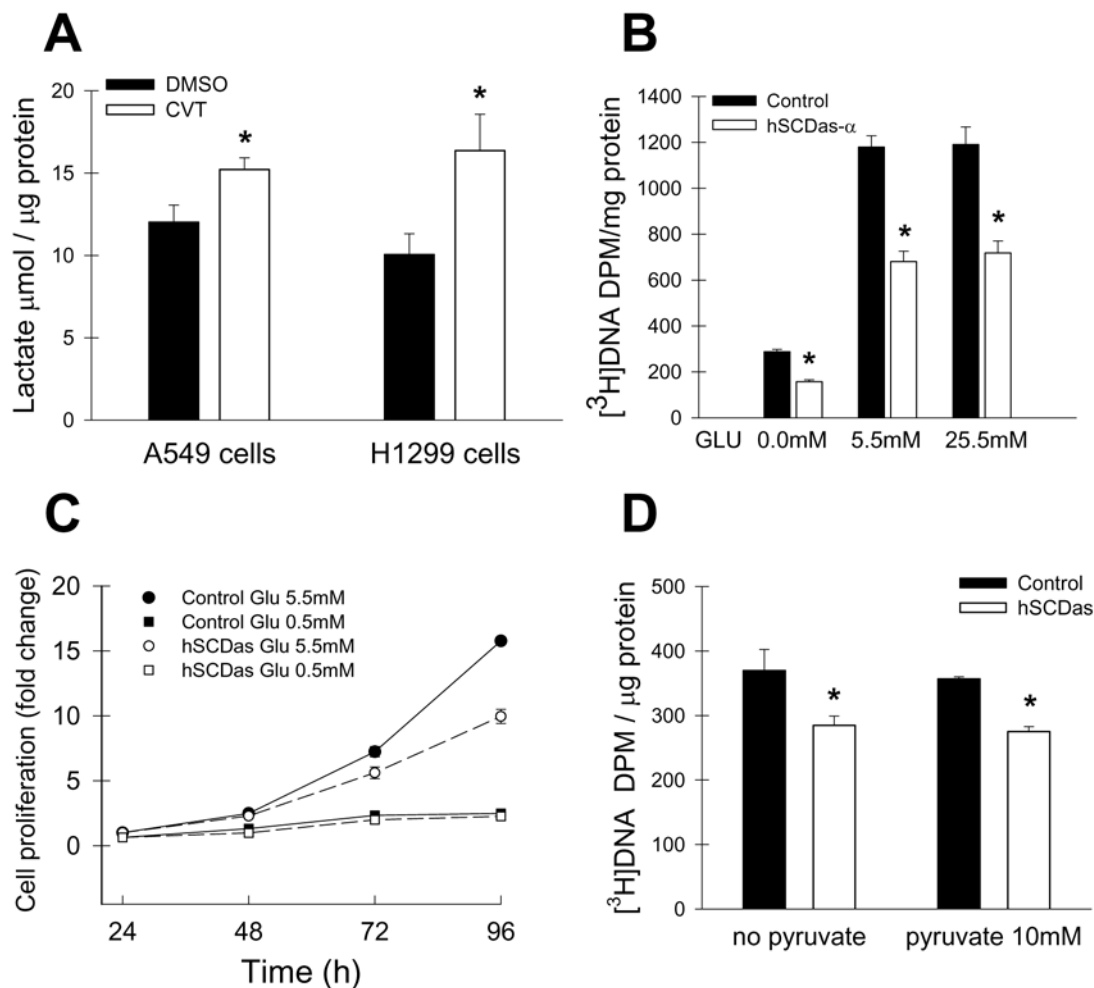 A
DMSO
CVT
Lactate μmol / μg protein
20
15
10
5
0
*
*
A549 cells
H1299 cells
B
Control
hSCDas-α
[³H]DNA DPM/mg protein
1400
1200
1000
800
600
400
200
0
*
*
*
GLU 0.0mM 5.5mM 25.5mM
C
Control Glu 5.5mM
Control Glu 0.5mM
hSCDas Glu 5.5mM
hSCDas Glu 0.5mM
Cell proliferation (fold change)
20
15
10
5
0
24 48 72 96
Time (h)
D
Control
hSCDas
[³H]DNA DPM / μg protein
500
400
300
200
100
0
*
*
no pyruvate
pyruvate 10mM